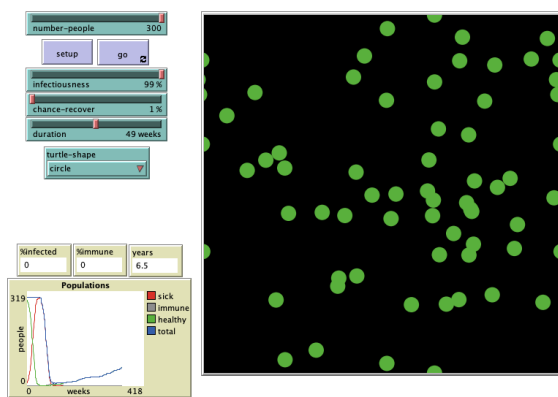 number-people 300
setup go
infectiousness 99 %
chance-recover 1 %
duration 49 weeks
turtle-shape
circle
%infected %immune years
0 0 6.5
Populations
319
people
0
0 weeks 418
sick
immune
healthy
total